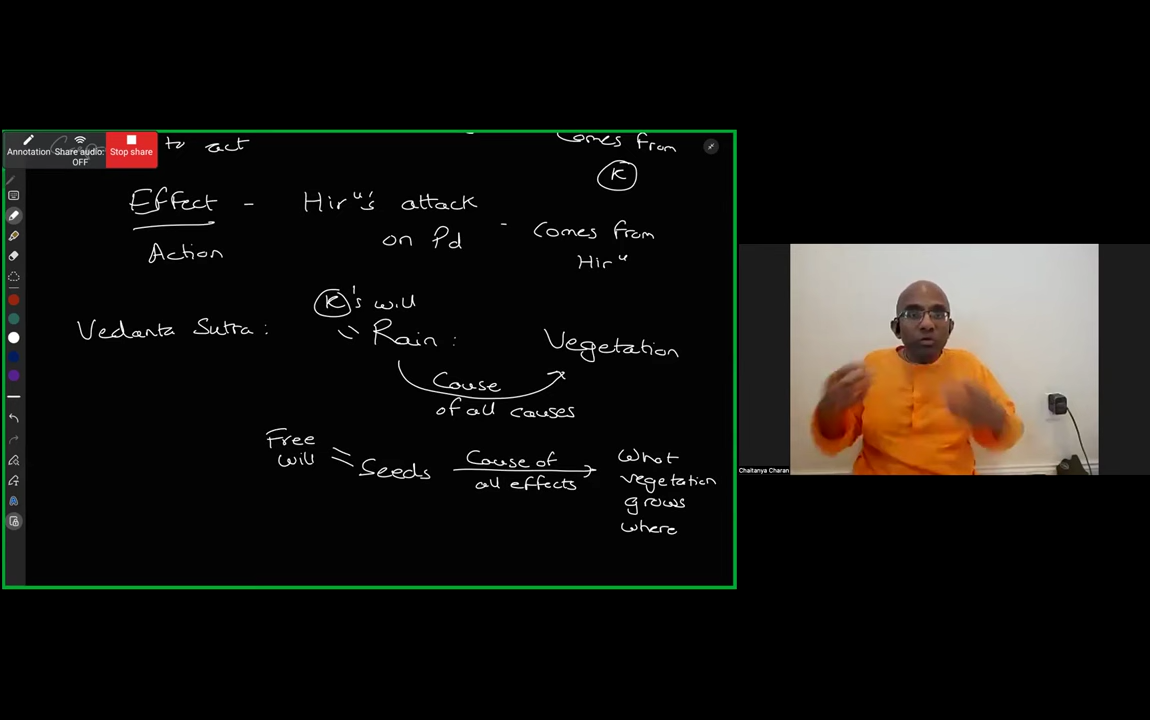 Annotation
Share audio:
OFF
Stop share
to act
Comes from
K
Effect - Hir^u's attack
on Pd - Comes from
Hir^u
Action
K's will
Vedanta Sutra: Rain: Vegetation
Cause
of all causes
Free
will
Seeds
Cause of
all effects
What
vegetation
grows
where
Chaitanya Charan